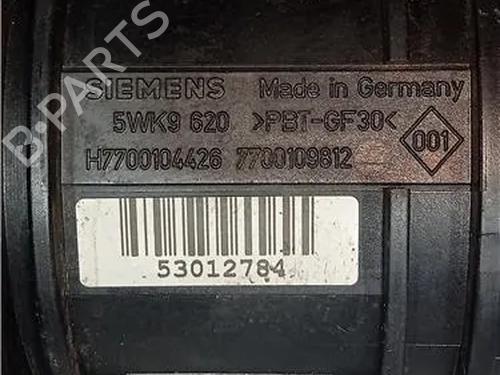 B-PARTS
SIEMENS Made in Germany
5WK9 620 >PBT-GF30<
001
H7700104426 7700109812
53012784